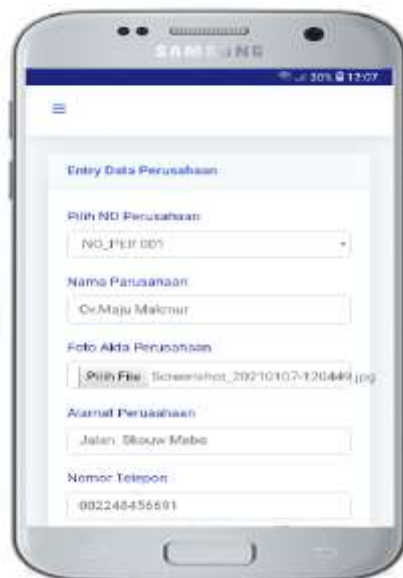 SAMSUNG
30% 12:07
Entry Data Perusahaan
Pilih NO Perusahaan
NO_PER 001
Nama Perusahaan
Cv.Maju Makmur
Foto Akta Perusahaan
Pilih File Screenshot_20210107-120449.jpg
Alamat Perusahaan
Jalan. Skouw Mabo
Nomor Telepon
082248456691